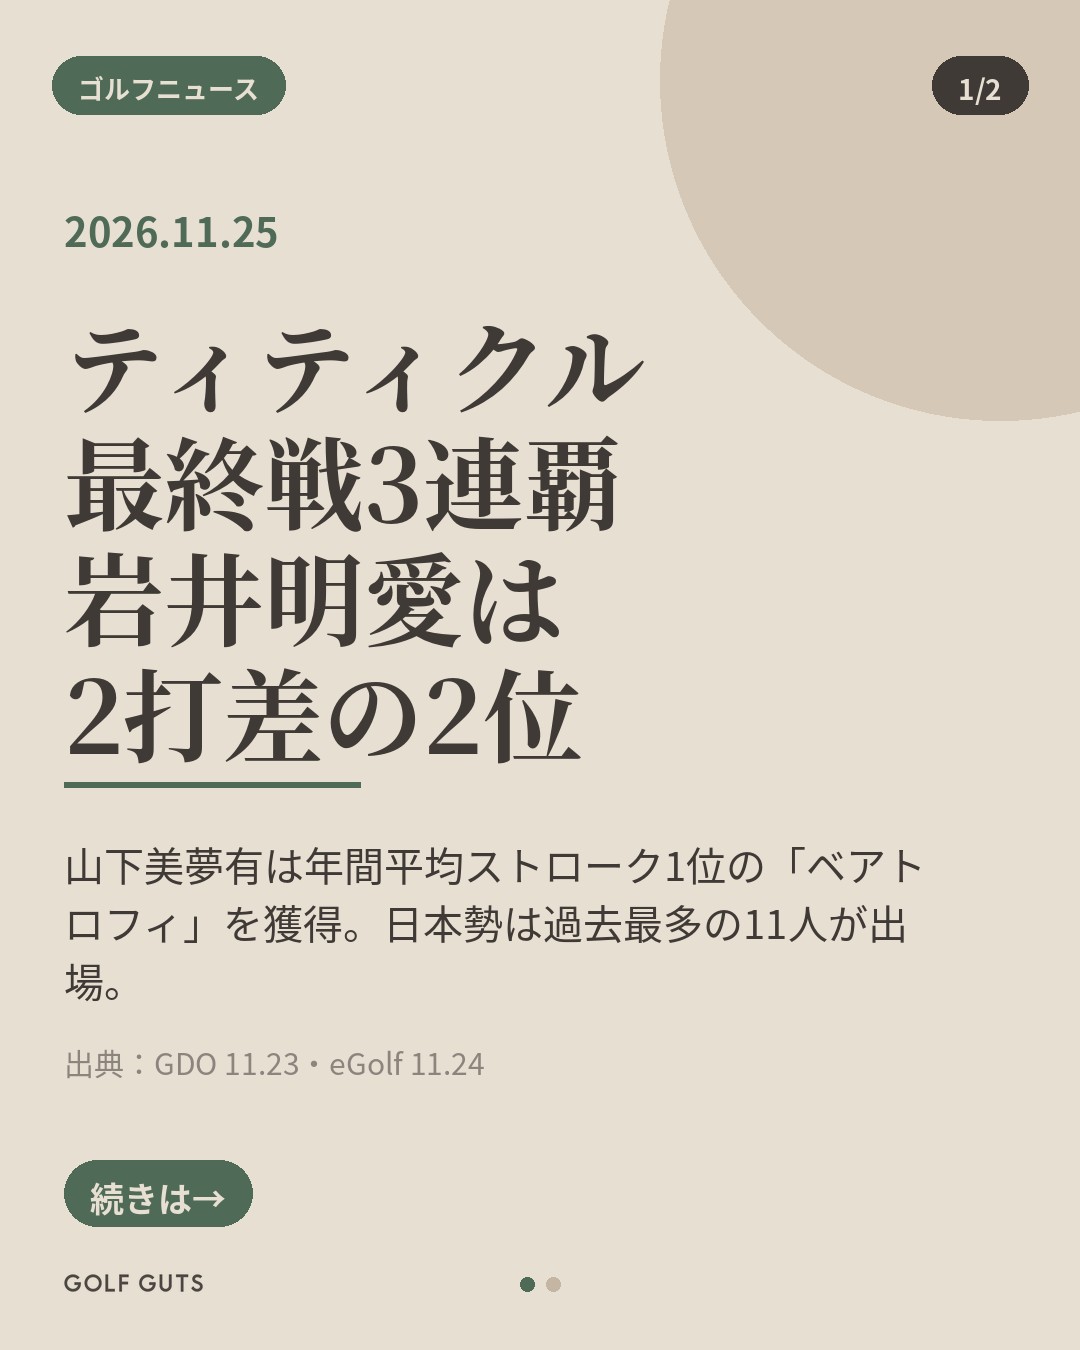 ゴルフニュース
1/2
2026.11.25
ティティクル
最終戦3連覇
岩井明愛は
2打差の2位
山下美夢有は年間平均ストローク1位の「ベアト
ロフィ」を獲得。日本勢は過去最多の11人が出
場。
出典：GDO 11.23・eGolf 11.24
続きは→
GOLF GUTS